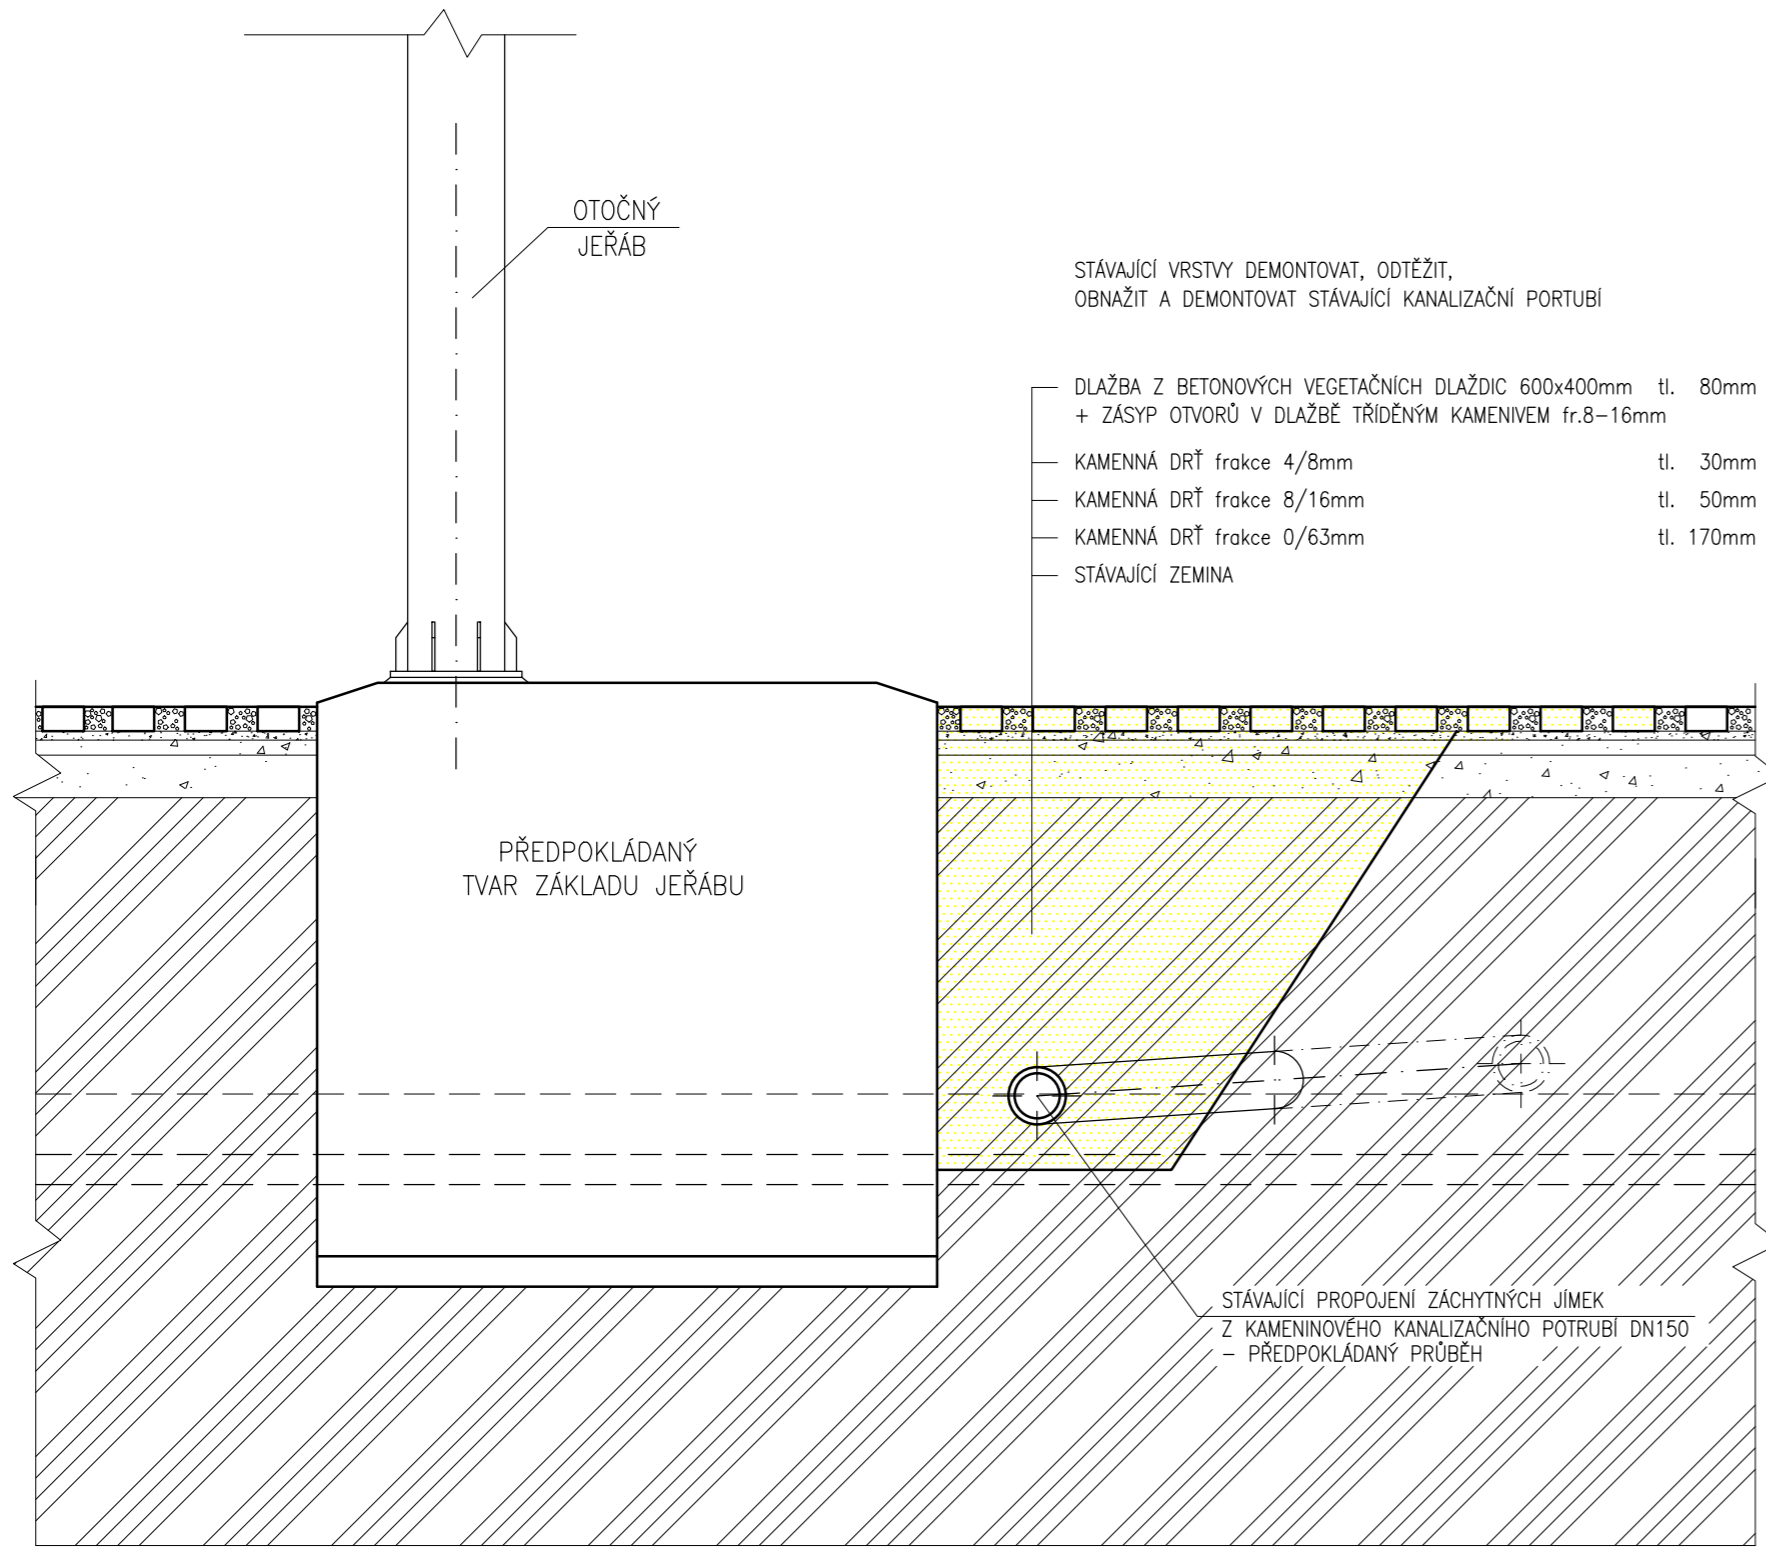 OTOČNÝ
JEŘÁB
STÁVAJÍCÍ VRSTVY DEMONTOVAT, ODTĚŽIT,
OBNAŽIT A DEMONTOVAT STÁVAJÍCÍ KANALIZAČNÍ PORTUBÍ
DLAŽBA Z BETONOVÝCH VEGETAČNÍCH DLAŽDIC 600x400mm tl. 80mm
+ ZÁSYP OTVORŮ V DLAŽBĚ TŘÍDĚNÝM KAMENIVEM fr.8-16mm
KAMENNÁ DRŤ frakce 4/8mm tl. 30mm
KAMENNÁ DRŤ frakce 8/16mm tl. 50mm
KAMENNÁ DRŤ frakce 0/63mm tl. 170mm
STÁVAJÍCÍ ZEMINA
PŘEDPOKLÁDANÝ
TVAR ZÁKLADU JEŘÁBU
STÁVAJÍCÍ PROPOJENÍ ZÁCHYTNÝCH JÍMEK
Z KAMENINOVÉHO KANALIZAČNÍHO POTRUBÍ DN150
- PŘEDPOKLÁDANÝ PRŮBĚH